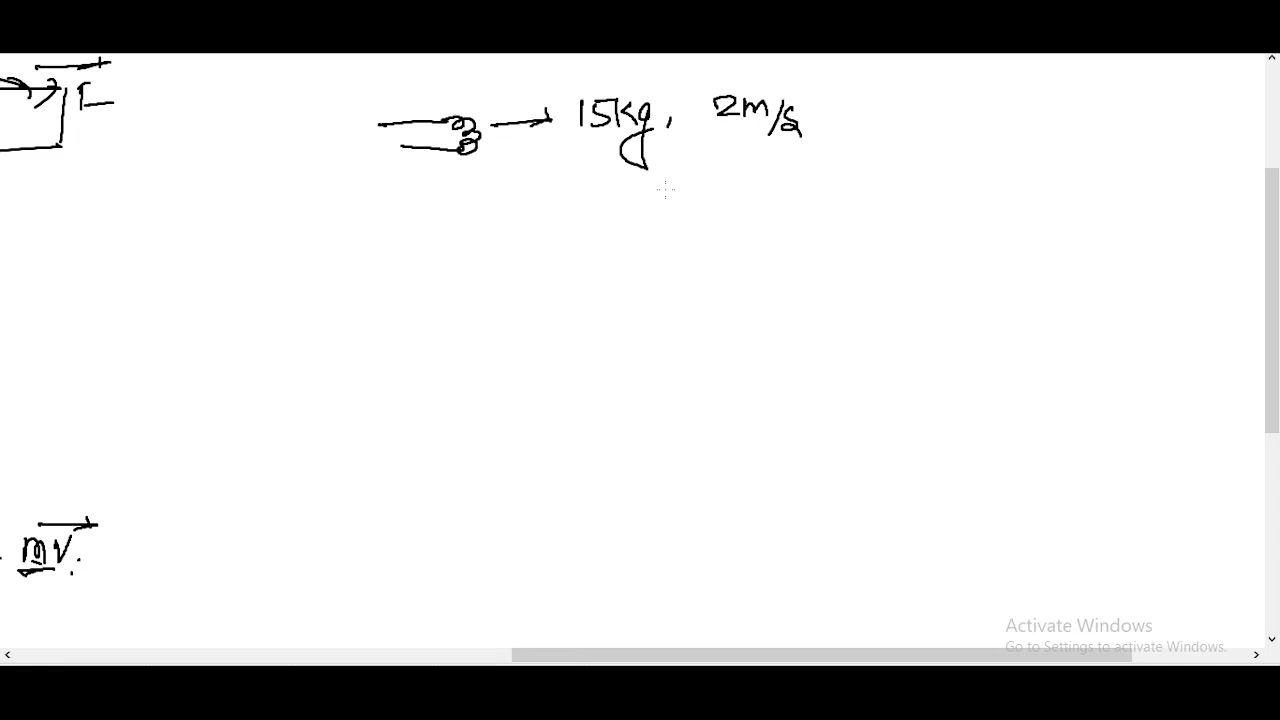 F
15Kg, 2m/s
mV.
Activate Windows
Go to Settings to activate Windows.